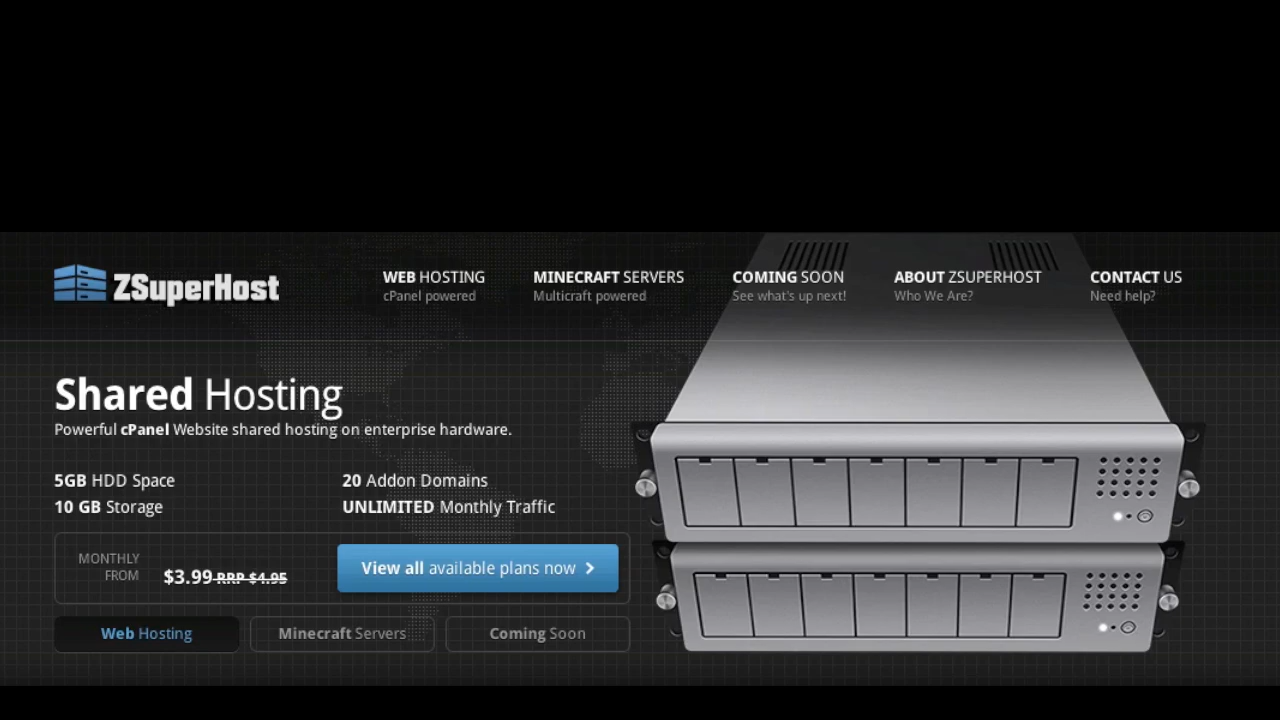 ZSuperHost
WEB HOSTING
cPanel powered
MINECRAFT SERVERS
Multicraft powered
COMING SOON
See what's up next!
ABOUT ZSUPERHOST
Who We Are?
CONTACT US
Need help?
Shared Hosting
Powerful cPanel Website shared hosting on enterprise hardware.
5GB HDD Space
20 Addon Domains
10 GB Storage
UNLIMITED Monthly Traffic
MONTHLY
FROM
$3.99 RRP $4.95
View all available plans now
Web Hosting
Minecraft Servers
Coming Soon